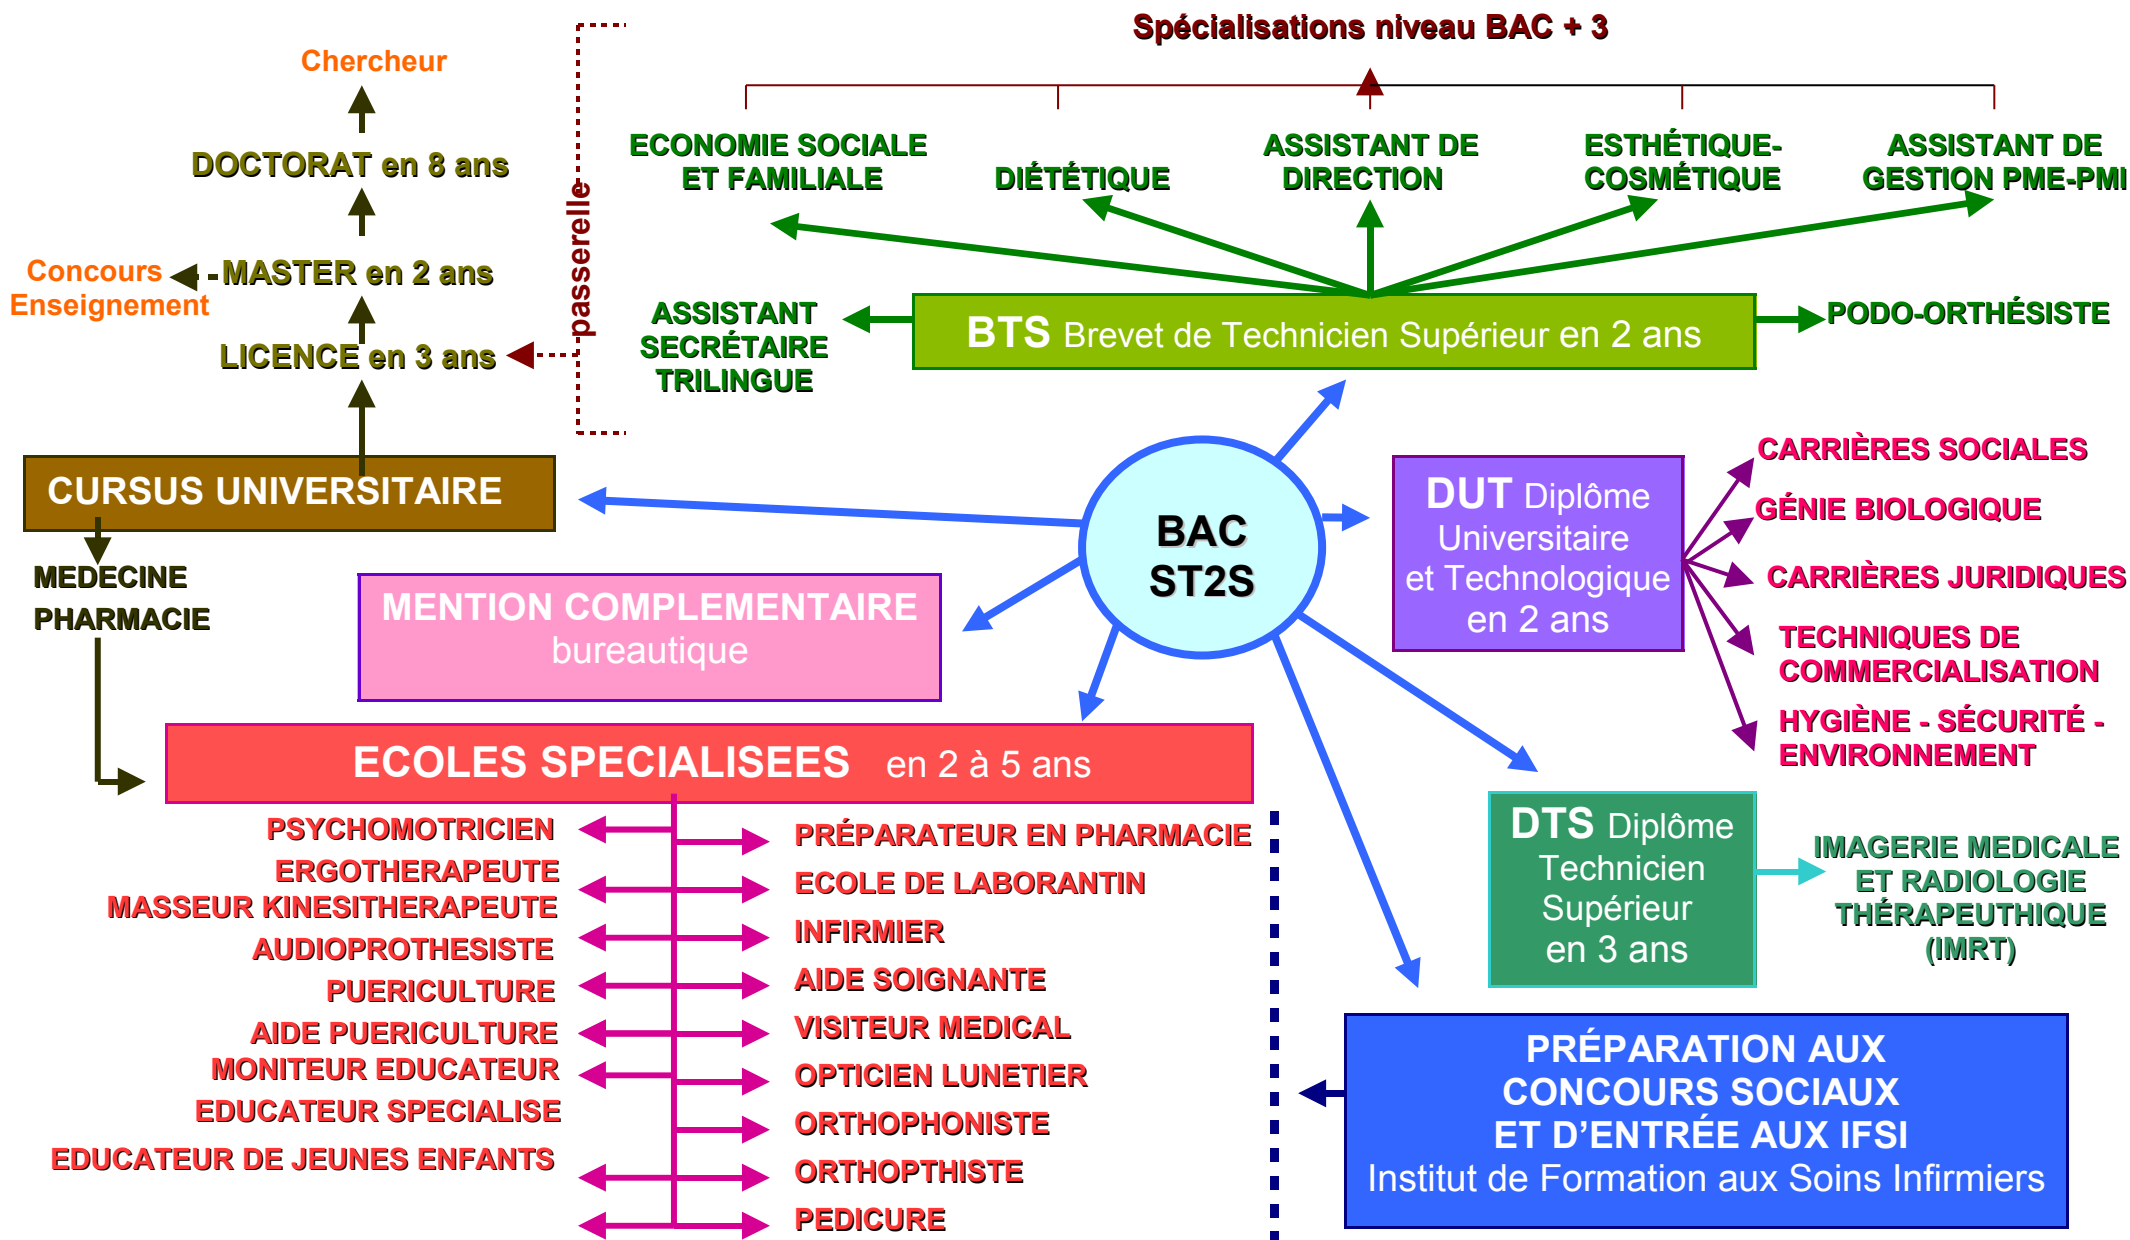 Spécialisations niveau BAC + 3
Chercheur
DOCTORAT en 8 ans
MASTER en 2 ans
Concours
Enseignement
LICENCE en 3 ans
passerelle
ECONOMIE SOCIALE
ET FAMILIALE
DIÉTÉTIQUE
ASSISTANT DE
DIRECTION
ESTHÉTIQUE-
COSMÉTIQUE
ASSISTANT DE
GESTION PME-PMI
ASSISTANT
SECRÉTAIRE
TRILINGUE
BTS Brevet de Technicien Supérieur en 2 ans
PODO-ORTHÉSISTE
CURSUS UNIVERSITAIRE
MEDECINE
PHARMACIE
MENTION COMPLEMENTAIRE
bureautique
BAC
ST2S
DUT Diplôme
Universitaire
et Technologique
en 2 ans
CARRIÈRES SOCIALES
GÉNIE BIOLOGIQUE
CARRIÈRES JURIDIQUES
TECHNIQUES DE
COMMERCIALISATION
HYGIÈNE - SÉCURITÉ -
ENVIRONNEMENT
ECOLES SPECIALISEES en 2 à 5 ans
PSYCHOMOTRICIEN
ERGOTHERAPEUTE
MASSEUR KINESITHERAPEUTE
AUDIOPROTHESISTE
PUERICULTURE
AIDE PUERICULTURE
MONITEUR EDUCATEUR
EDUCATEUR SPECIALISE
EDUCATEUR DE JEUNES ENFANTS
PRÉPARATEUR EN PHARMACIE
ECOLE DE LABORANTIN
INFIRMIER
AIDE SOIGNANTE
VISITEUR MEDICAL
OPTICIEN LUNETIER
ORTHOPHONISTE
ORTHOPTHISTE
PEDICURE
DTS Diplôme
Technicien
Supérieur
en 3 ans
IMAGERIE MEDICALE
ET RADIOLOGIE
THÉRAPEUTHIQUE
(IMRT)
PRÉPARATION AUX
CONCOURS SOCIAUX
ET D’ENTRÉE AUX IFSI
Institut de Formation aux Soins Infirmiers